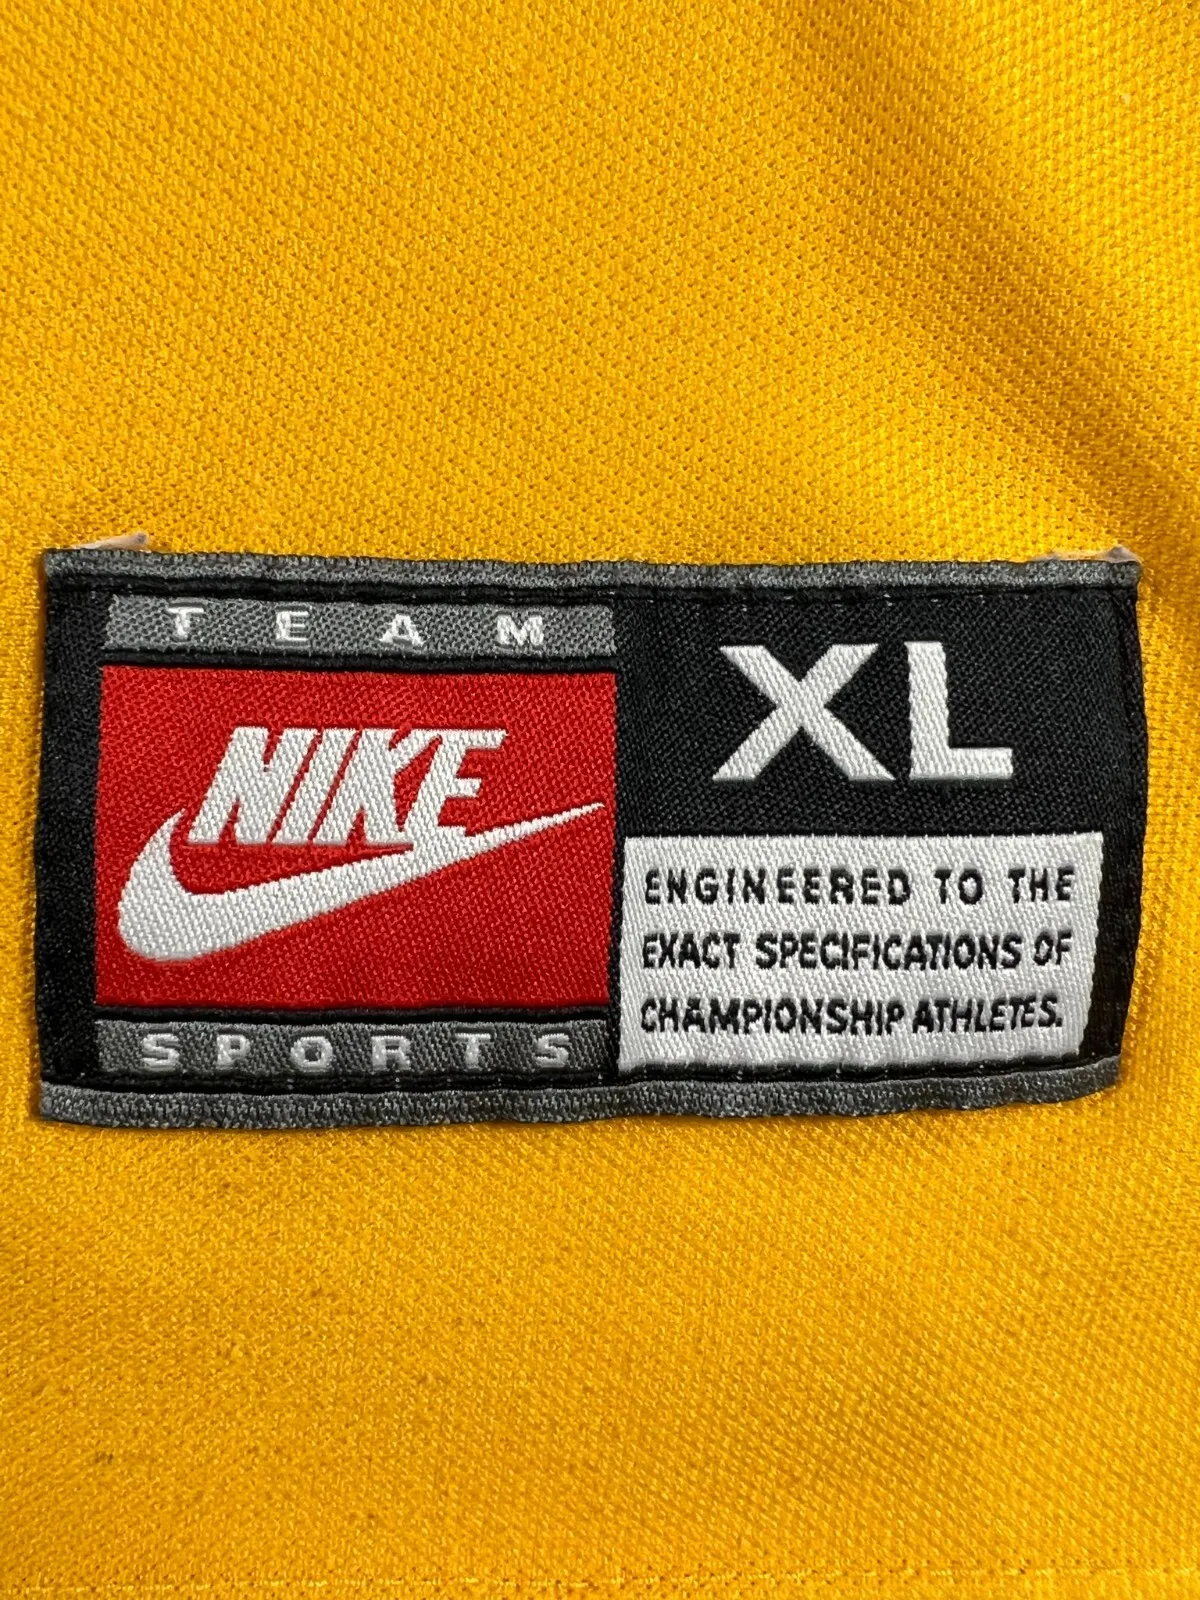 TEAM
NIKE
SPORTS
XL
ENGINEERED TO THE
EXACT SPECIFICATIONS OF
CHAMPIONSHIP ATHLETES.